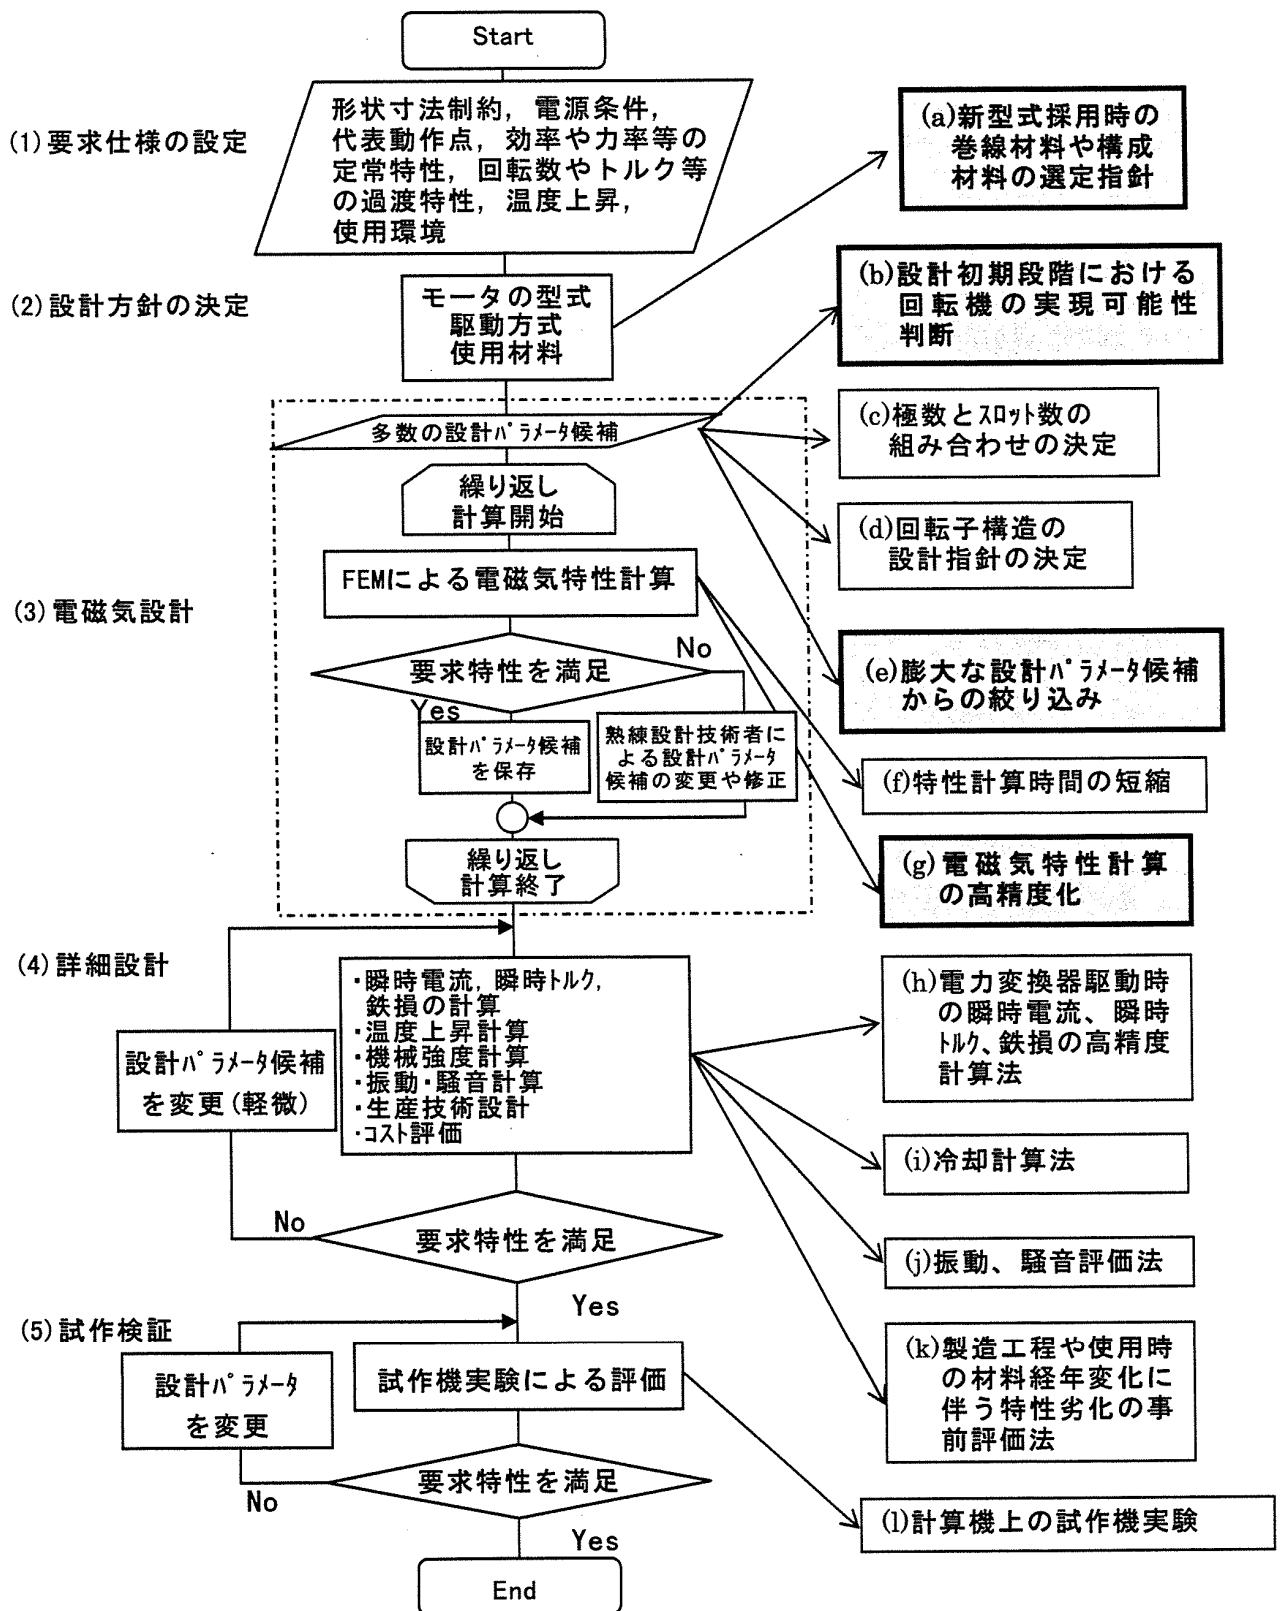 Start
(1)要求仕様の設定
形状寸法制約, 電源条件,
代表動作点, 効率や力率等の
定常特性, 回転数やトルク等
の過渡特性, 温度上昇,
使用環境
(a)新型式採用時の
巻線材料や構成
材料の選定指針
(2)設計方針の決定
モータの型式
駆動方式
使用材料
(b)設計初期段階における
回転機の実現可能性
判断
多数の設計ﾊﾟﾗﾒｰﾀ候補
(c)極数とｽﾛｯﾄ数の
組み合わせの決定
繰り返し
計算開始
(d)回転子構造の
設計指針の決定
(3)電磁気設計
FEMによる電磁気特性計算
要求特性を満足
No
Yes
(e)膨大な設計ﾊﾟﾗﾒｰﾀ候補
からの絞り込み
設計ﾊﾟﾗﾒｰﾀ候補
を保存
熟練設計技術者に
よる設計ﾊﾟﾗﾒｰﾀ
候補の変更や修正
(f)特性計算時間の短縮
繰り返し
計算終了
(g)電磁気特性計算
の高精度化
(4)詳細設計
・瞬時電流, 瞬時ﾄﾙｸ,
鉄損の計算
・温度上昇計算
・機械強度計算
・振動・騒音計算
・生産技術設計
・ｺｽﾄ評価
設計ﾊﾟﾗﾒｰﾀ候補
を変更(軽微)
(h)電力変換器駆動時
の瞬時電流、瞬時
ﾄﾙｸ、鉄損の高精度
計算法
(i)冷却計算法
No
要求特性を満足
(j)振動、騒音評価法
Yes
(5)試作検証
設計ﾊﾟﾗﾒｰﾀ
を変更
試作機実験による評価
(k)製造工程や使用時
の材料経年変化に
伴う特性劣化の事
前評価法
要求特性を満足
No
(l)計算機上の試作機実験
Yes
End